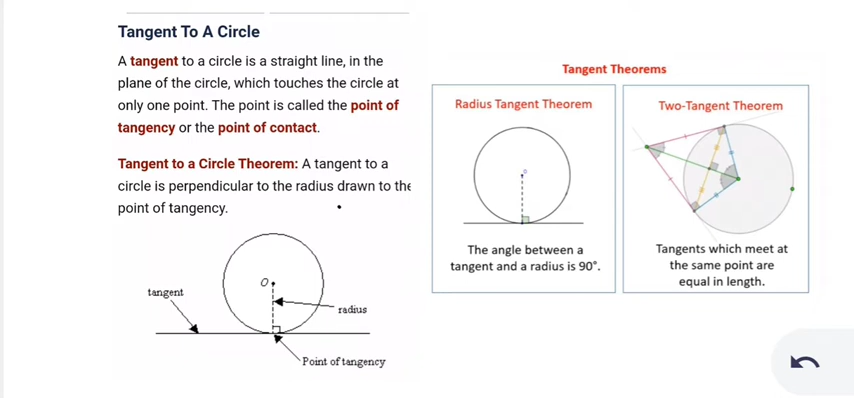 Tangent To A Circle
A tangent to a circle is a straight line, in the
plane of the circle, which touches the circle at
only one point. The point is called the point of
tangency or the point of contact.
Tangent to a Circle Theorem: A tangent to a
circle is perpendicular to the radius drawn to the
point of tangency.
O
tangent
radius
Point of tangency
Tangent Theorems
Radius Tangent Theorem
The angle between a
tangent and a radius is 90°.
Two-Tangent Theorem
Tangents which meet at
the same point are
equal in length.